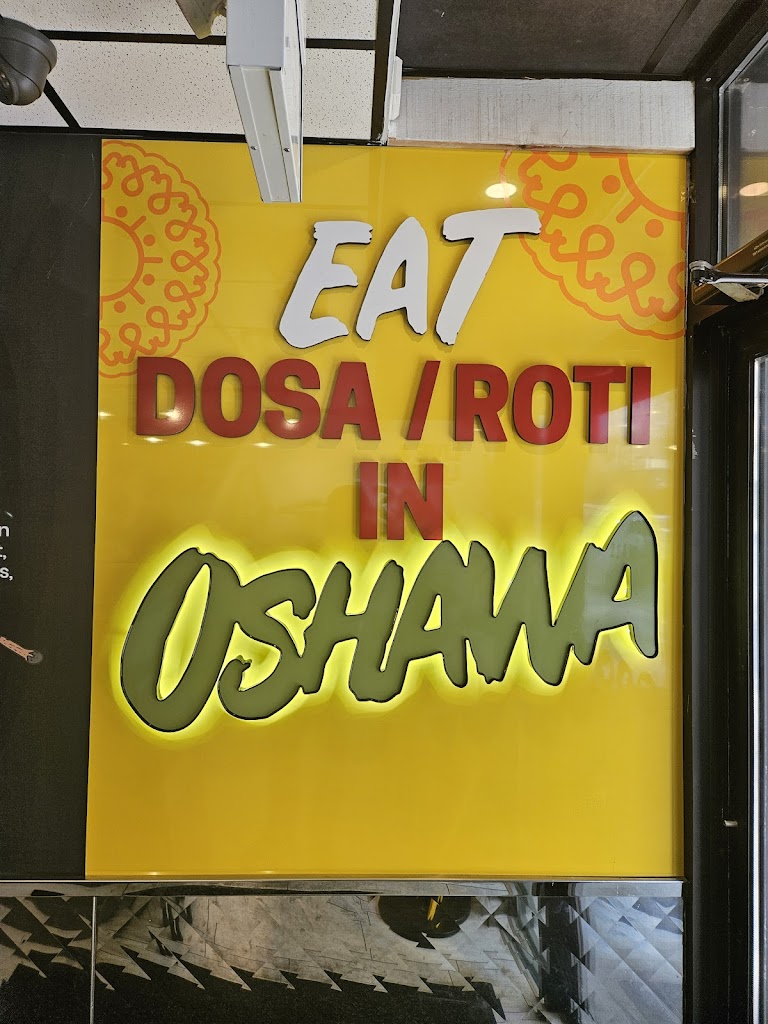 EAT
DOSA / ROTI
IN
OSHAWA